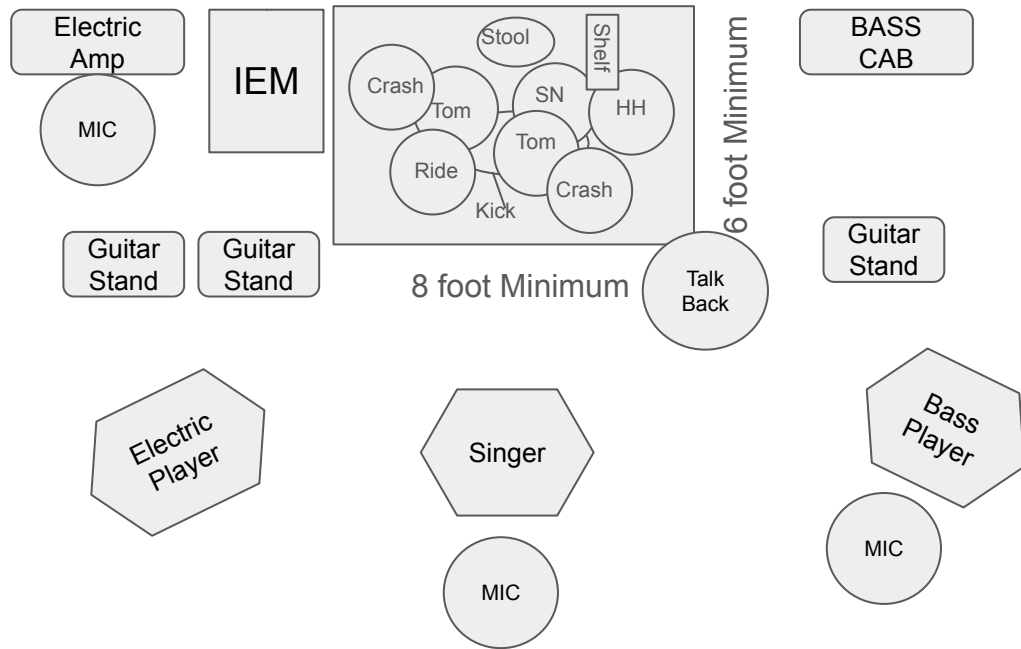 Electric
Amp
MIC
IEM
Stool
Shelf
Crash
Tom
SN
HH
Ride
Tom
Crash
Kick
6 foot Minimum
BASS
CAB
Guitar
Stand
Guitar
Stand
8 foot Minimum
Talk
Back
Guitar
Stand
Electric
Player
Singer
Bass
Player
MIC
MIC